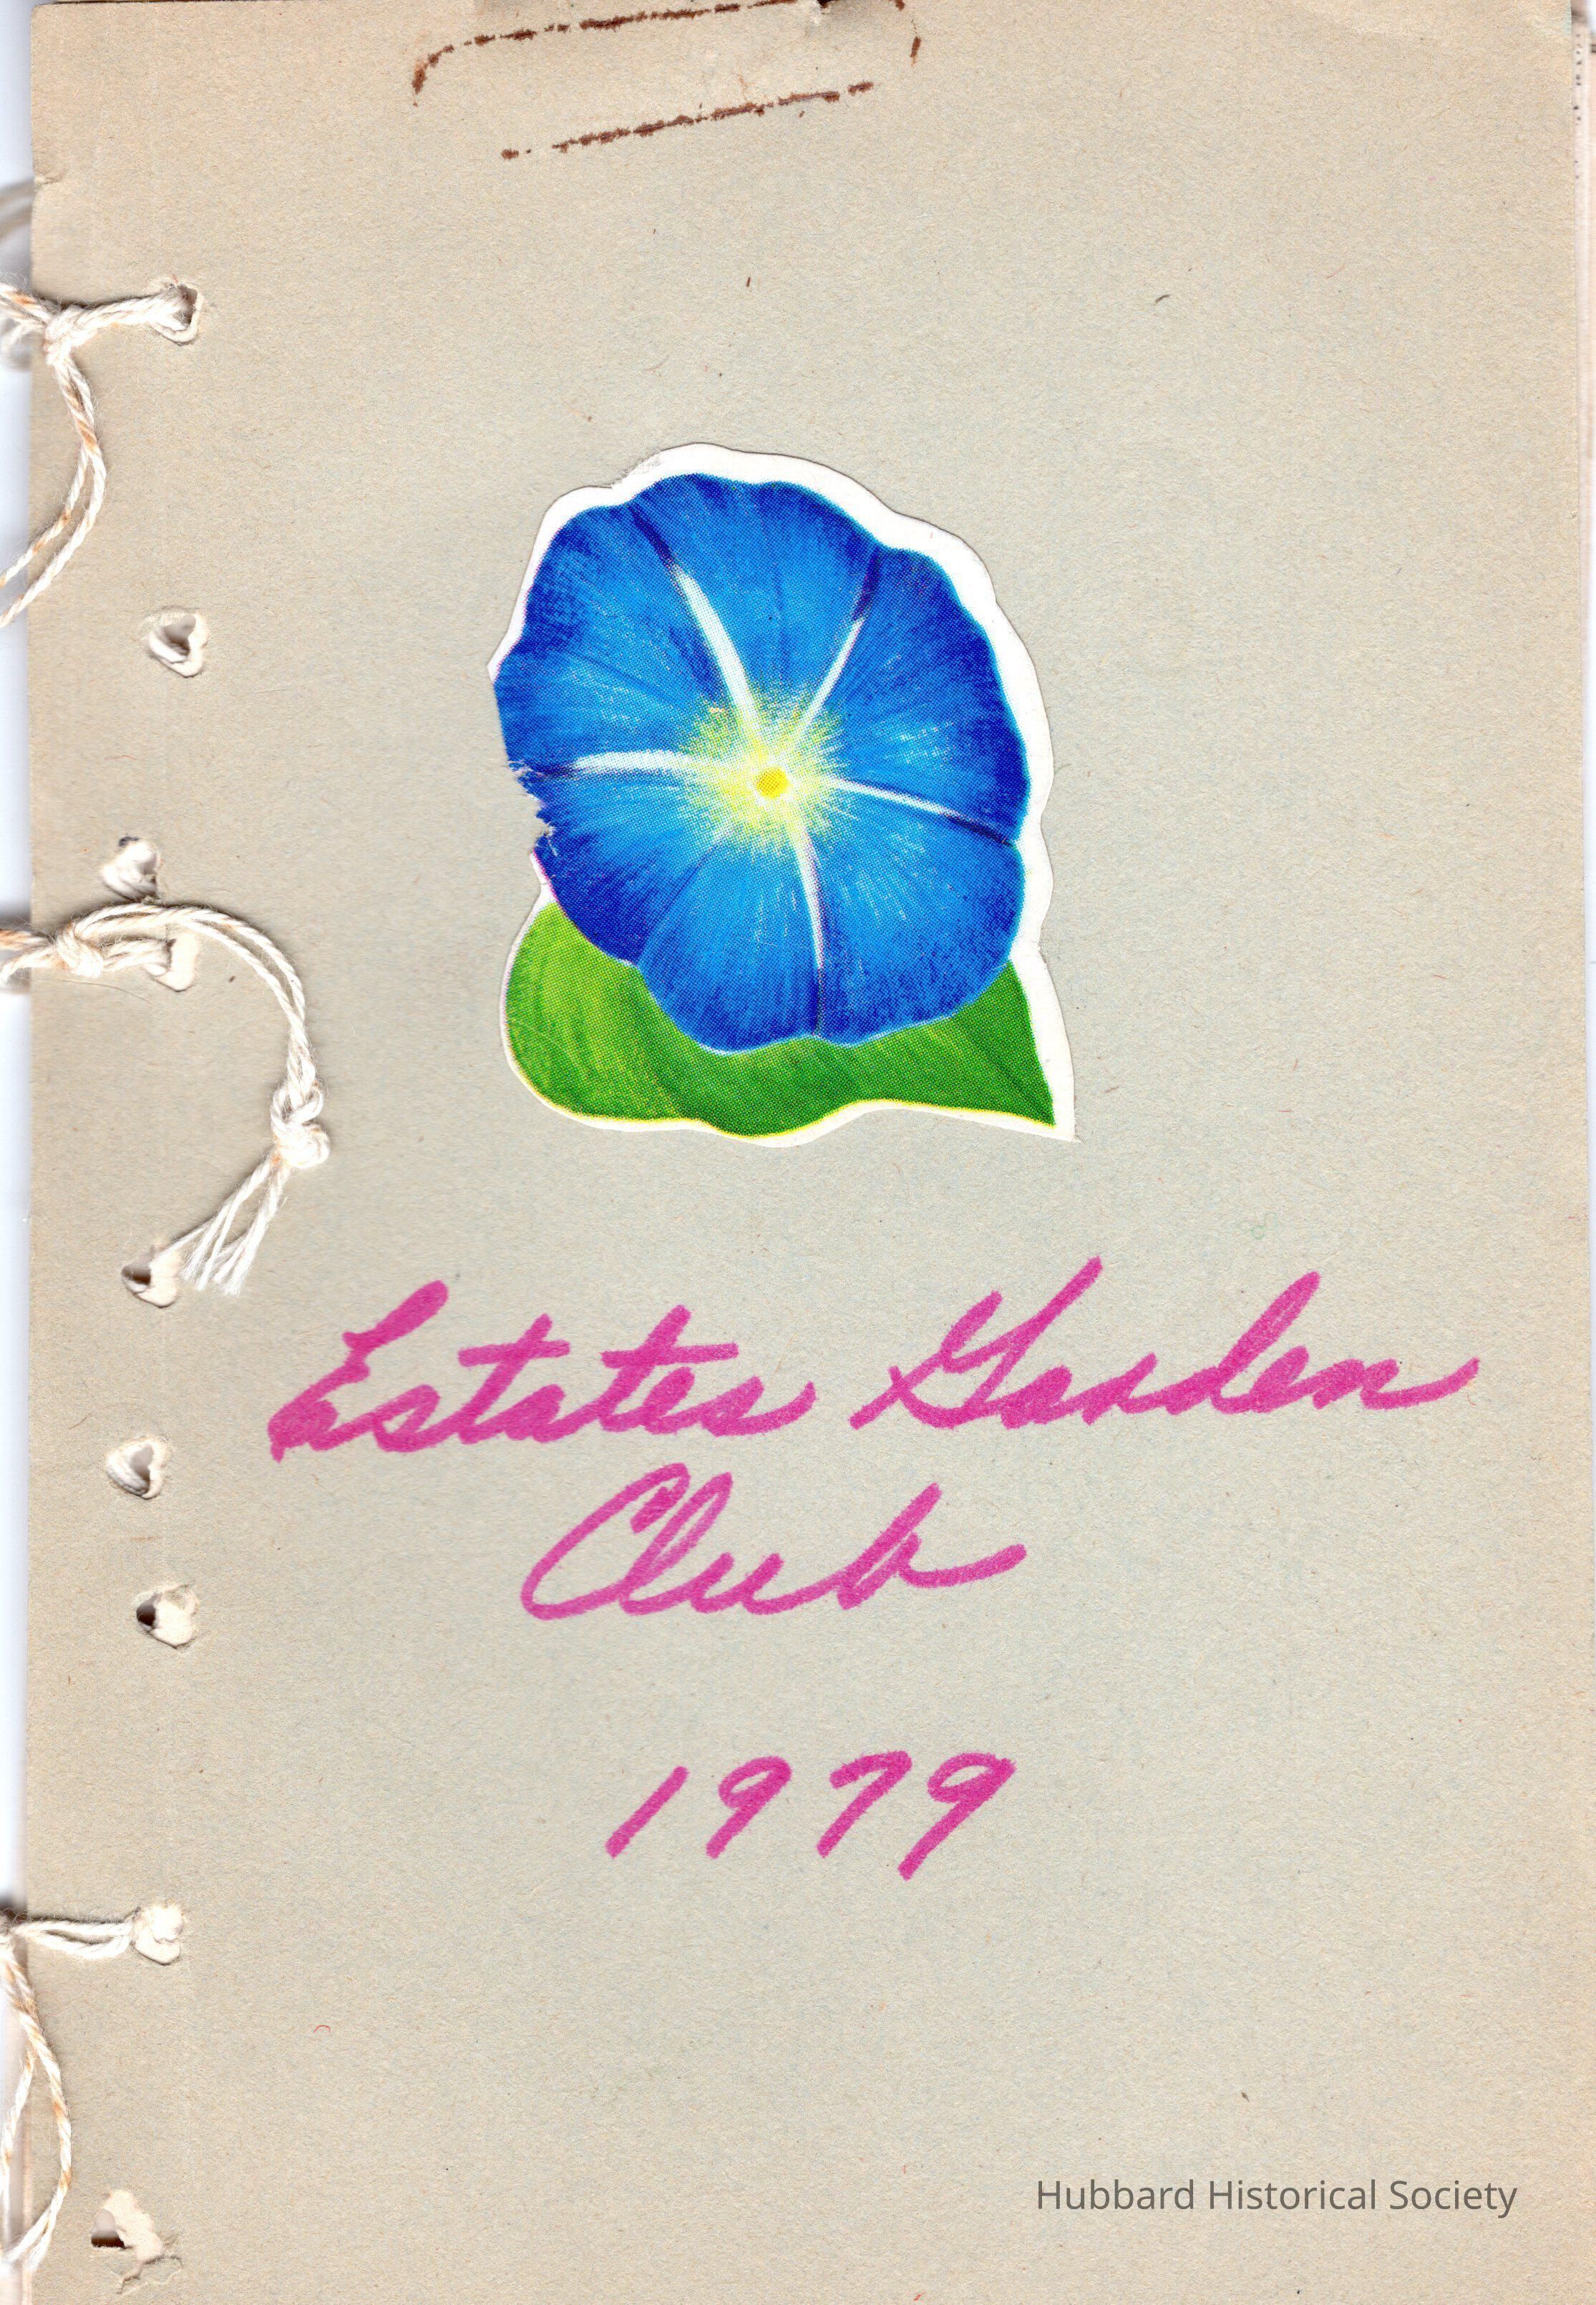 Estates Garden
Club
1979
Hubbard Historical Society